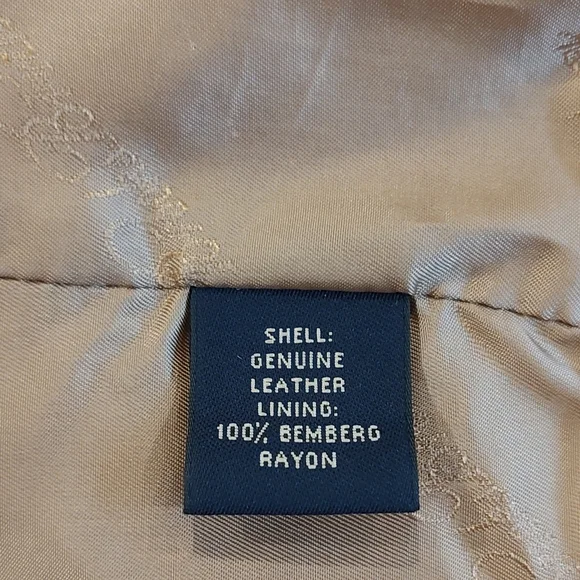 SHELL:
GENUINE
LEATHER
LINING:
100% BEMBERG
RAYON